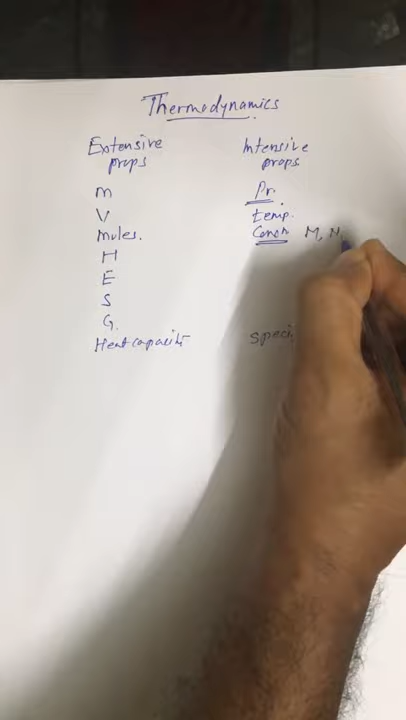 Thermodynamics
Extensive props
Intensive props
m
Pr.
V
temp.
Moles.
Concn M, N
H
E
S
G.
Heat capacity
Speci